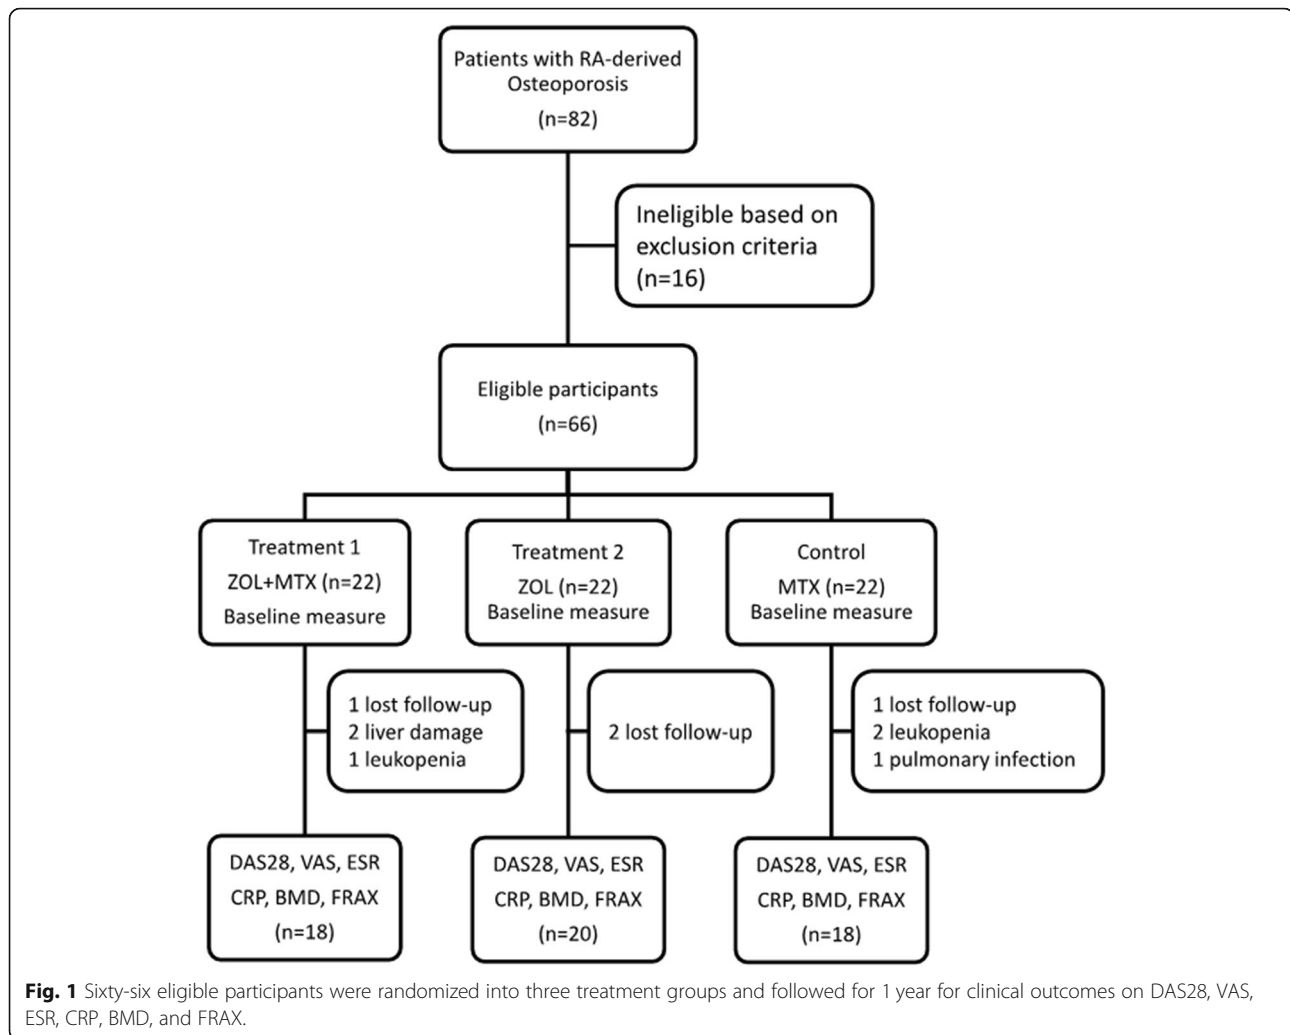 Patients with RA-derived
Osteoporosis
(n=82)
Ineligible based on
exclusion criteria
(n=16)
Eligible participants
(n=66)
Treatment 1
ZOL+MTX (n=22)
Baseline measure
Treatment 2
ZOL (n=22)
Baseline measure
Control
MTX (n=22)
Baseline measure
1 lost follow-up
2 liver damage
1 leukopenia
2 lost follow-up
1 lost follow-up
2 leukopenia
1 pulmonary infection
DAS28, VAS, ESR
CRP, BMD, FRAX
(n=18)
DAS28, VAS, ESR
CRP, BMD, FRAX
(n=20)
DAS28, VAS, ESR
CRP, BMD, FRAX
(n=18)
Fig. 1 Sixty-six eligible participants were randomized into three treatment groups and followed for 1 year for clinical outcomes on DAS28, VAS,
ESR, CRP, BMD, and FRAX.